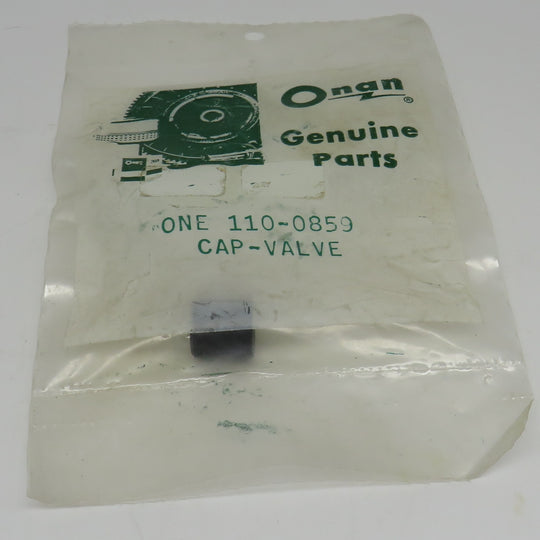 Onan®
Genuine
Parts
ONE 110-0859
CAP-VALVE